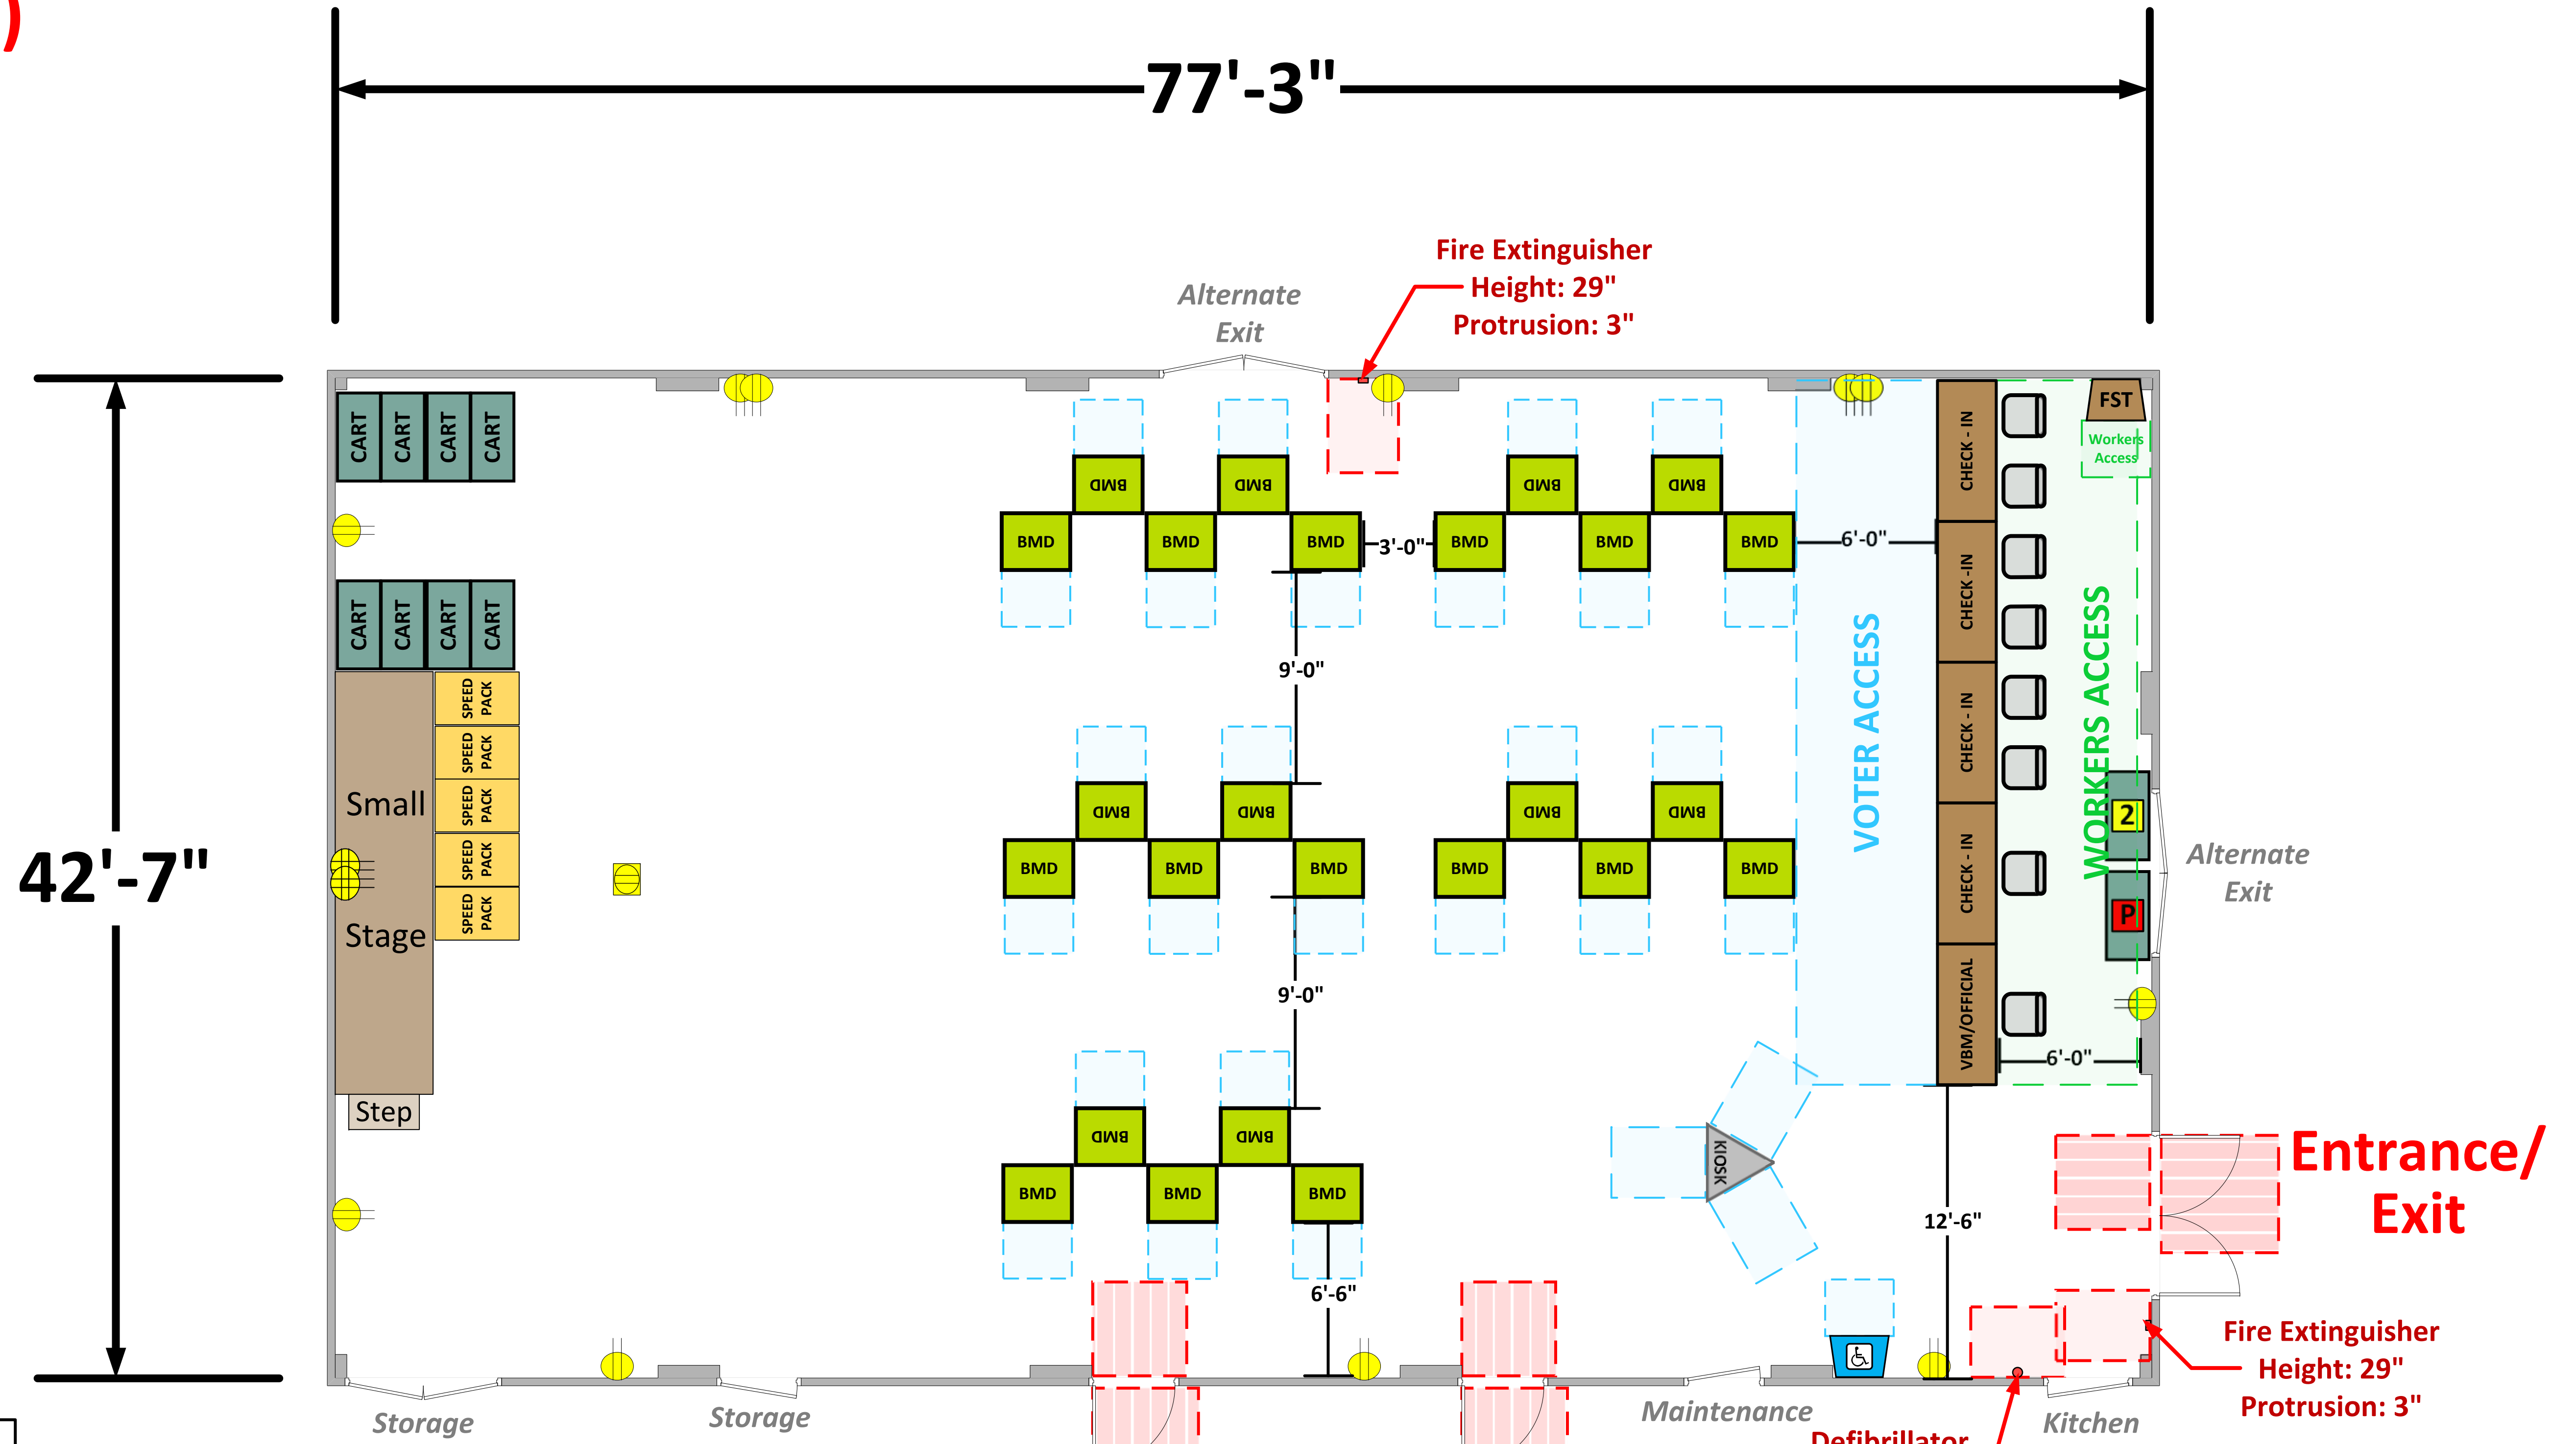 )
77'-3"
Fire Extinguisher
Height: 29"
Protrusion: 3"
Alternate
Exit
42'-7"
CART CART CART CART
CART CART CART CART
SPEED PACK
SPEED PACK
SPEED PACK
SPEED PACK
SPEED PACK
Small
Stage
Step
BMD BMD BMD BMD
BMD BMD BMD BMD BMD BMD
3'-0"
6'-0"
9'-0"
BMD BMD BMD BMD
BMD BMD BMD BMD BMD BMD
9'-0"
BMD BMD
BMD BMD BMD
6'-6"
VOTER ACCESS
CHECK - IN
CHECK -IN
CHECK - IN
CHECK - IN
VBM/OFFICIAL
FST
Workers
Access
WORKERS ACCESS
2
P
6'-0"
Alternate
Exit
KIOSK
12'-6"
Entrance/
Exit
Fire Extinguisher
Height: 29"
Protrusion: 3"
Storage
Storage
Maintenance
Kitchen
Defibrillator